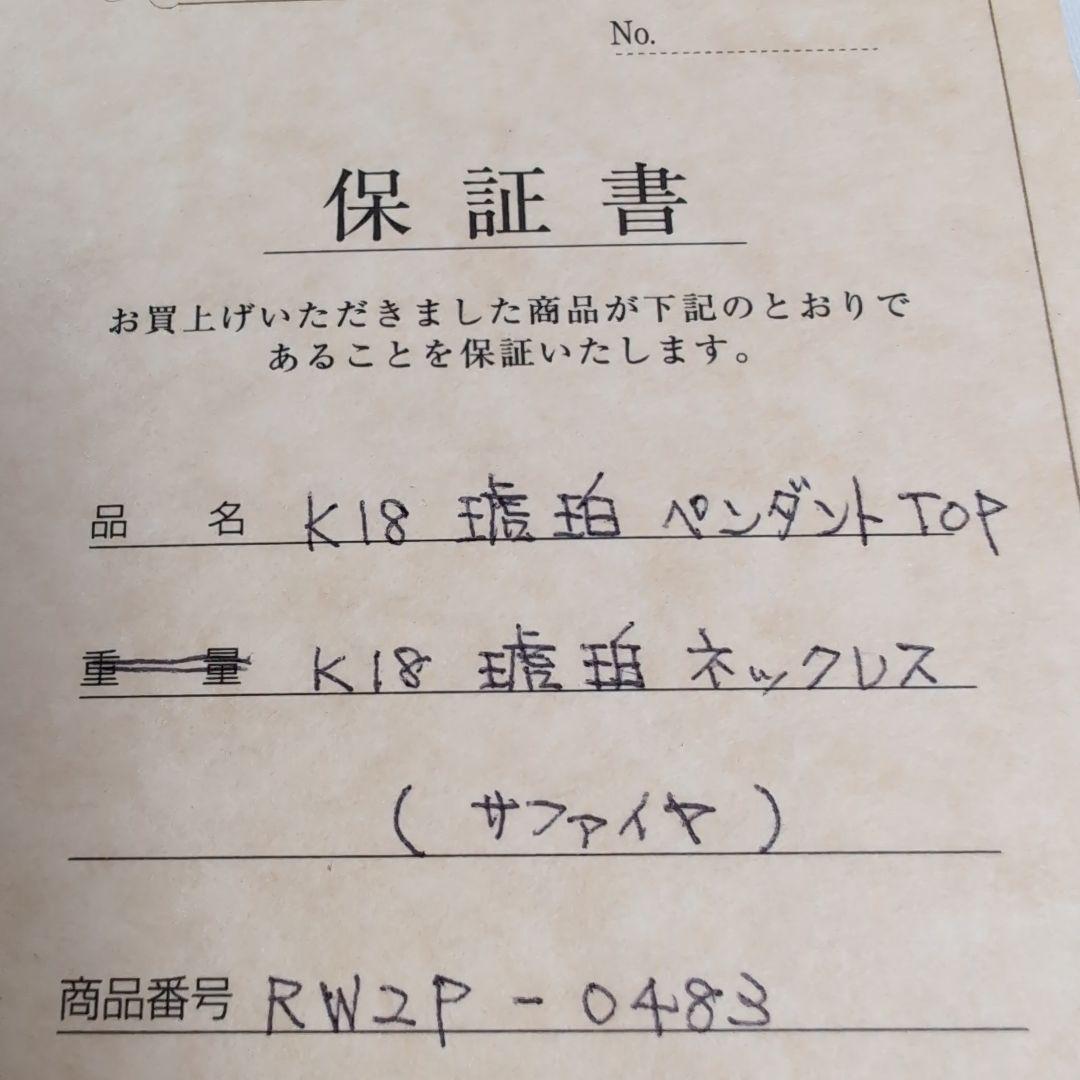 No.
保証書
お買上げいただきました商品が下記のとおりで
あることを保証いたします。
品名 K18 琥珀 ペンダントTOP
重量 K18 琥珀 ネックレス
(サファイヤ)
商品番号 RW2P-0483